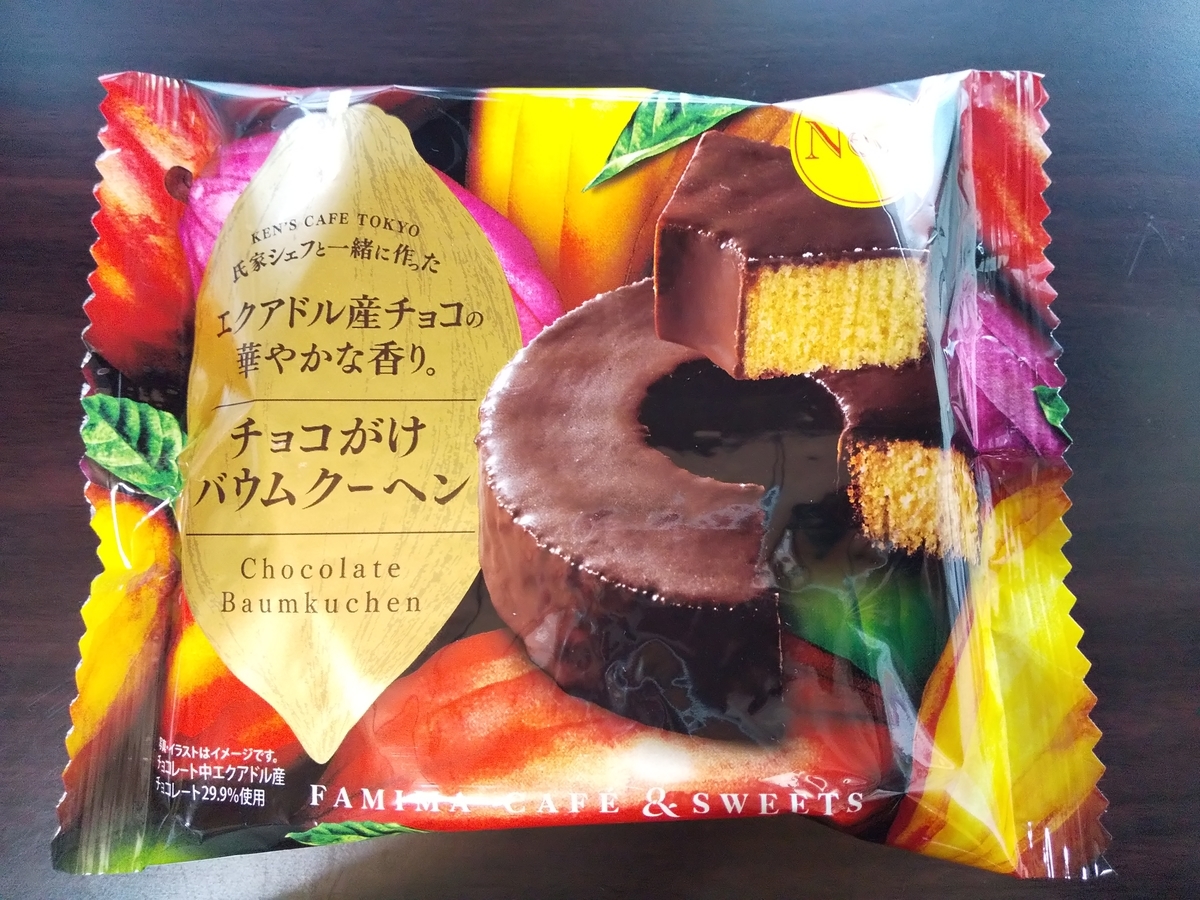 KEN'S CAFE TOKYO
氏家シェフと一緒に作った
エクアドル産チョコの
華やかな香り。
チョコがけ
バウムクーヘン
Chocolate
Baumkuchen
New
・イラストはイメージです。
チョコレート中エクアドル産
チョコレート29.9%使用
FAMIMA CAFÉ & SWEETS